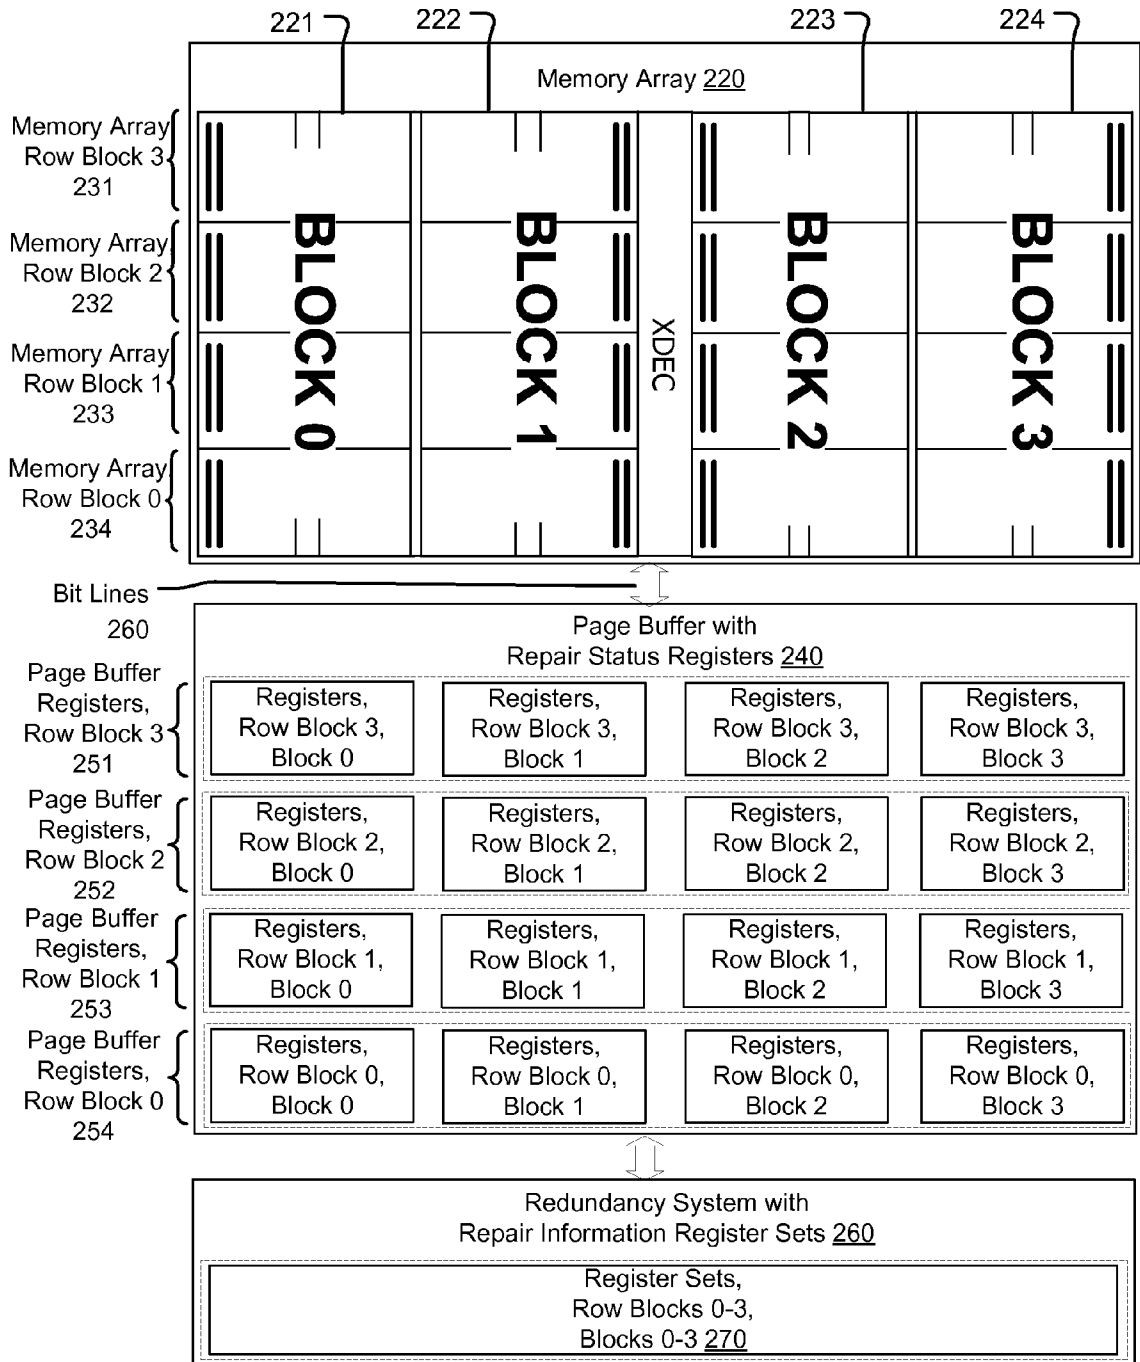 221
222
223
224
Memory Array 220
Memory Array
Row Block 3
231
Memory Array
Row Block 2
232
Memory Array
Row Block 1
233
Memory Array
Row Block 0
234
BLOCK 0
BLOCK 1
XDEC
BLOCK 2
BLOCK 3
Bit Lines
260
Page Buffer with
Repair Status Registers 240
Page Buffer
Registers,
Row Block 3
251
Registers,
Row Block 3,
Block 0
Registers,
Row Block 3,
Block 1
Registers,
Row Block 3,
Block 2
Registers,
Row Block 3,
Block 3
Page Buffer
Registers,
Row Block 2
252
Registers,
Row Block 2,
Block 0
Registers,
Row Block 2,
Block 1
Registers,
Row Block 2,
Block 2
Registers,
Row Block 2,
Block 3
Page Buffer
Registers,
Row Block 1
253
Registers,
Row Block 1,
Block 0
Registers,
Row Block 1,
Block 1
Registers,
Row Block 1,
Block 2
Registers,
Row Block 1,
Block 3
Page Buffer
Registers,
Row Block 0
254
Registers,
Row Block 0,
Block 0
Registers,
Row Block 0,
Block 1
Registers,
Row Block 0,
Block 2
Registers,
Row Block 0,
Block 3
Redundancy System with
Repair Information Register Sets 260
Register Sets,
Row Blocks 0-3,
Blocks 0-3 270